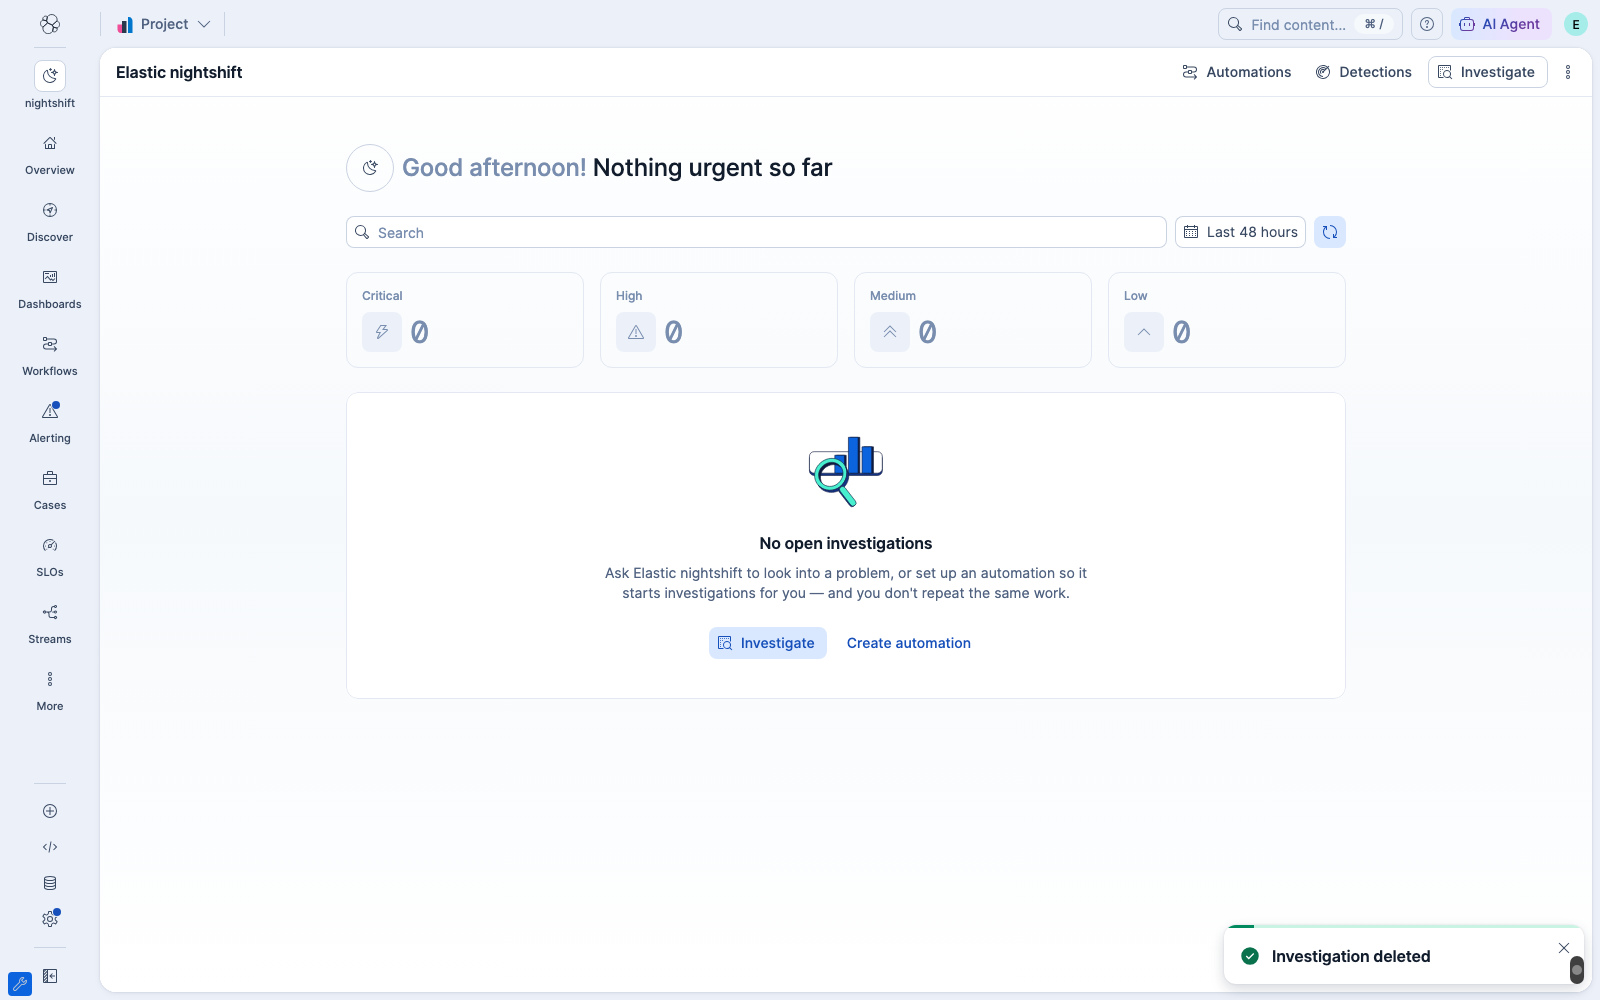 Project
Find content...
⌘ /
AI Agent
E
nightshift
Overview
Discover
Dashboards
Workflows
Alerting
Cases
SLOs
Streams
More
Elastic nightshift
Automations
Detections
Investigate
Good afternoon! Nothing urgent so far
Search
Last 48 hours
Critical
0
High
0
Medium
0
Low
0
No open investigations
Ask Elastic nightshift to look into a problem, or set up an automation so it
starts investigations for you — and you don't repeat the same work.
Investigate
Create automation
Investigation deleted